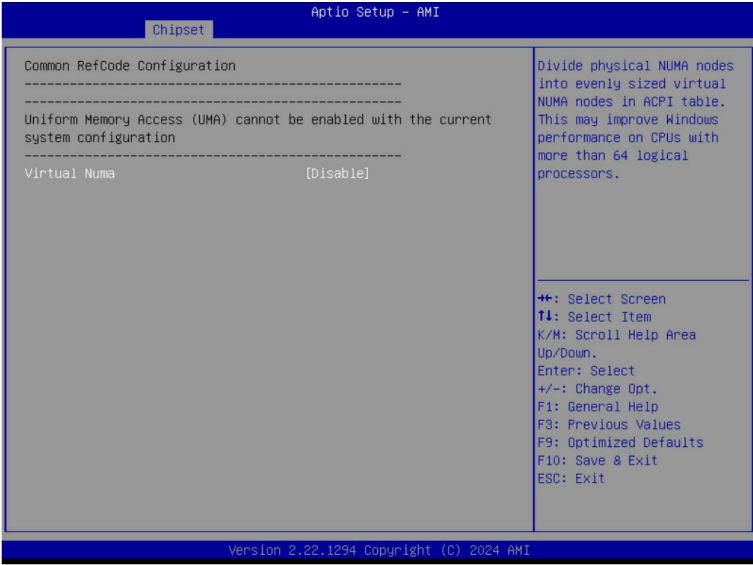 Aptio Setup – AMI
Chipset
Common RefCode Configuration
--------------------------------------------------
--------------------------------------------------
Uniform Memory Access (UMA) cannot be enabled with the current
system configuration
--------------------------------------------------
Virtual Numa [Disable]
Divide physical NUMA nodes
into evenly sized virtual
NUMA nodes in ACPI table.
This may improve Windows
performance on CPUs with
more than 64 logical
processors.
→←: Select Screen
↑↓: Select Item
K/M: Scroll Help Area
Up/Down.
Enter: Select
+/-: Change Opt.
F1: General Help
F3: Previous Values
F9: Optimized Defaults
F10: Save & Exit
ESC: Exit
Version 2.22.1294 Copyright (C) 2024 AMI